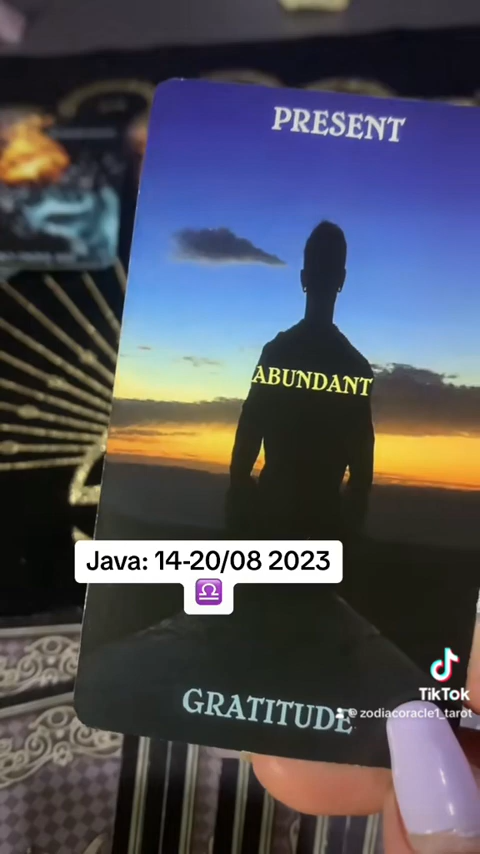 PRESENT
ABUNDANT
Java: 14-20/08 2023
♎
GRATITUDE
TikTok
@ zodiacoracle1_tarot